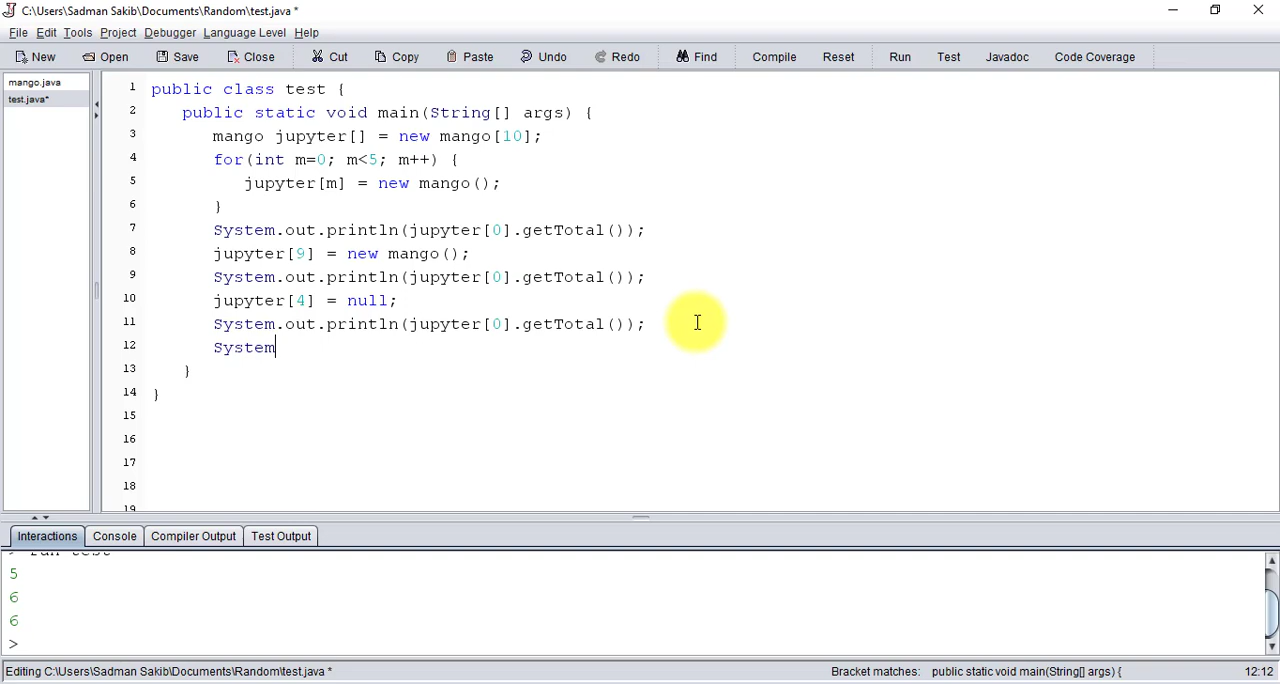 C:\Users\Sadman Sakib\Documents\Random\test.java *
File Edit Tools Project Debugger Language Level Help
New Open Save Close Cut Copy Paste Undo Redo Find Compile Reset Run Test Javadoc Code Coverage
mango.java
test.java*
1 public class test {
2 public static void main(String[] args) {
3 mango jupyter[] = new mango[10];
4 for(int m=0; m<5; m++) {
5 jupyter[m] = new mango();
6 }
7 System.out.println(jupyter[0].getTotal());
8 jupyter[9] = new mango();
9 System.out.println(jupyter[0].getTotal());
10 jupyter[4] = null;
11 System.out.println(jupyter[0].getTotal());
12 System
13 }
14 }
15
16
17
18
19
Interactions Console Compiler Output Test Output
> run test
5
6
6
>
Editing C:\Users\Sadman Sakib\Documents\Random\test.java * Bracket matches: public static void main(String[] args) { 12:12